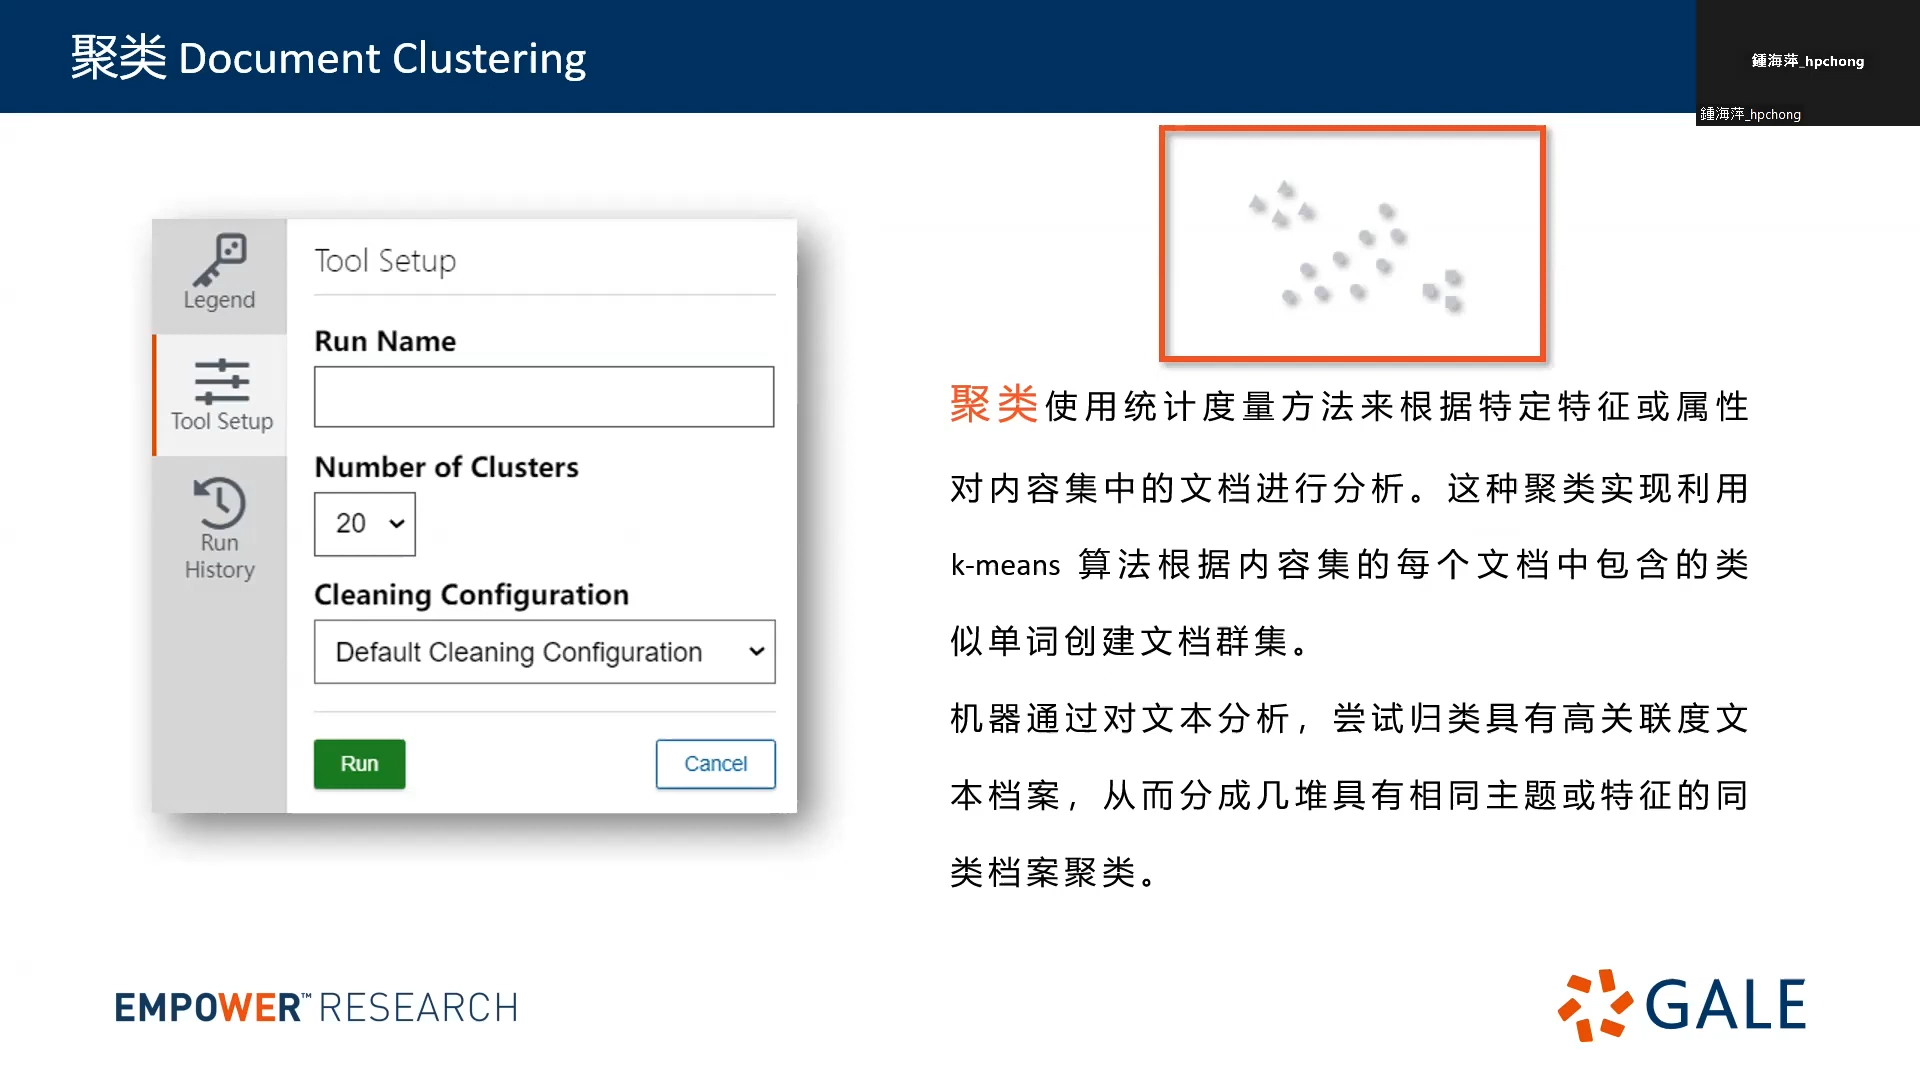 聚类 Document Clustering
鍾海萍_hpchong
鍾海萍_hpchong
Legend
Tool Setup
Run
History
Tool Setup
Run Name
Number of Clusters
20
Cleaning Configuration
Default Cleaning Configuration
Run
Cancel
聚类使用统计度量方法来根据特定特征或属性
对内容集中的文档进行分析。这种聚类实现利用
k-means 算法根据内容集的每个文档中包含的类
似单词创建文档群集。
机器通过对文本分析，尝试归类具有高关联度文
本档案，从而分成几堆具有相同主题或特征的同
类档案聚类。
EMPOWER™ RESEARCH
GALE